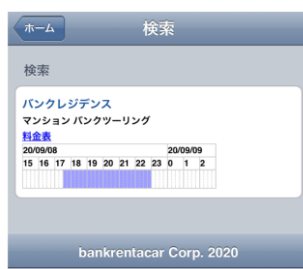 ホーム 検索
検索
バンクレジデンス
マンション バンクツーリング
料金表
20/09/08 20/09/09
15 16 17 18 19 20 21 22 23 0 1 2
bankrentacar Corp. 2020